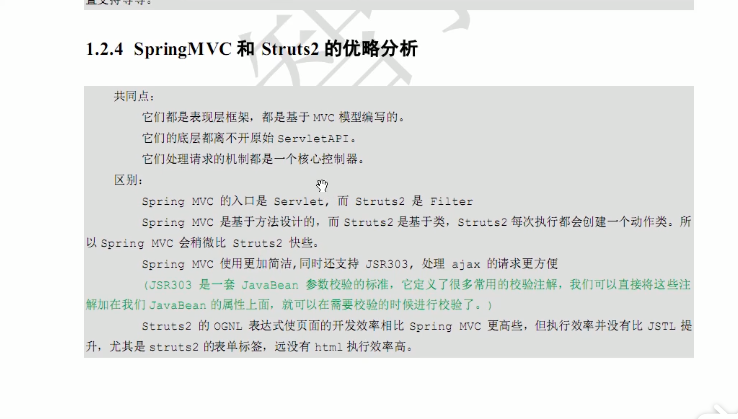 1.2.4 SpringMVC 和 Struts2 的优略分析
共同点：
它们都是表现层框架，都是基于 MVC 模型编写的。
它们的底层都离不开原始 ServletAPI。
它们处理请求的机制都是一个核心控制器。
区别：
Spring MVC 的入口是 Servlet, 而 Struts2 是 Filter
Spring MVC 是基于方法设计的，而 Struts2 是基于类，Struts2 每次执行都会创建一个动作类。所
以 Spring MVC 会稍微比 Struts2 快些。
Spring MVC 使用更加简洁,同时还支持 JSR303, 处理 ajax 的请求更方便
(JSR303 是一套 JavaBean 参数校验的标准，它定义了很多常用的校验注解，我们可以直接将这些注
解加在我们 JavaBean 的属性上面，就可以在需要校验的时候进行校验了。)
Struts2 的 OGNL 表达式使页面的开发效率相比 Spring MVC 更高些，但执行效率并没有比 JSTL 提
升，尤其是 struts2 的表单标签，远没有 html 执行效率高。